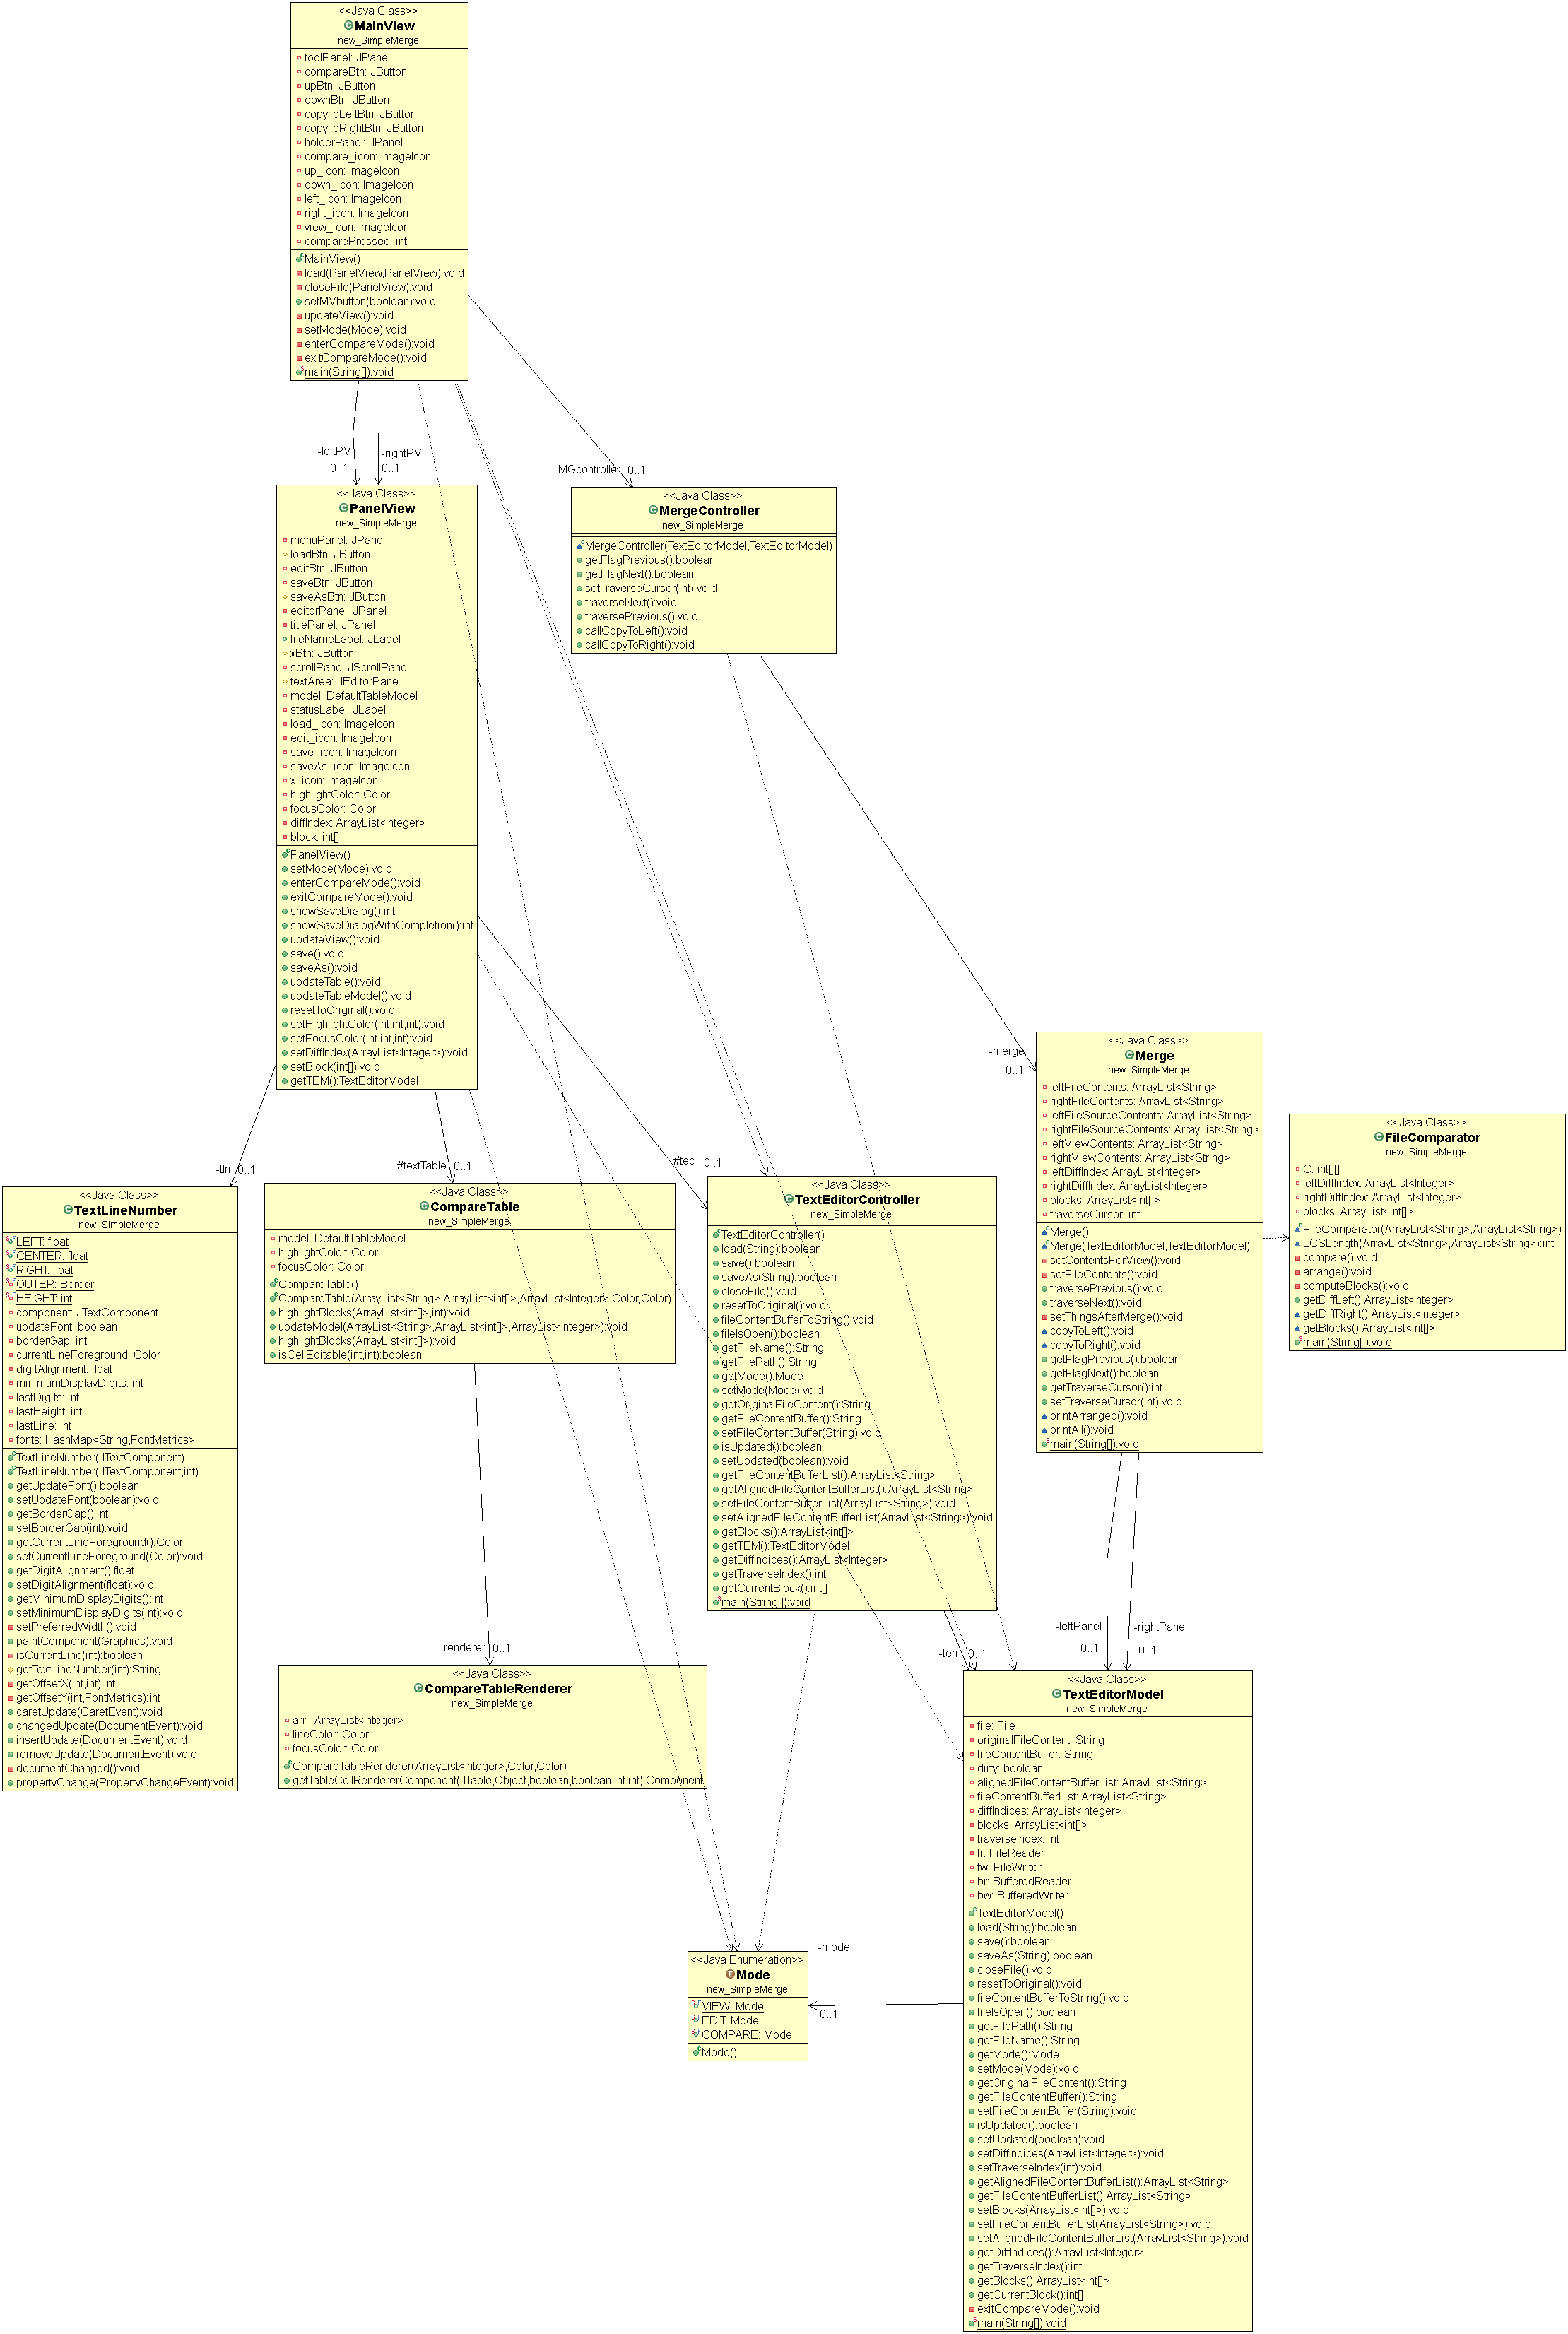 <<Java Class>>
MainView
new_SimpleMerge
toolPanel: JPanel
compareBtn: JButton
upBtn: JButton
downBtn: JButton
copyToLeftBtn: JButton
copyToRightBtn: JButton
holderPanel: JPanel
compare_icon: ImageIcon
up_icon: ImageIcon
down_icon: ImageIcon
left_icon: ImageIcon
right_icon: ImageIcon
view_icon: ImageIcon
comparePressed: int
MainView()
load(PanelView,PanelView):void
closeFile(PanelView):void
setMVbutton(boolean):void
updateView():void
setMode(Mode):void
enterCompareMode():void
exitCompareMode():void
main(String[]):void
-leftPV
0..1
-rightPV
0..1
-MGcontroller 0..1
<<Java Class>>
PanelView
new_SimpleMerge
menuPanel: JPanel
loadBtn: JButton
editBtn: JButton
saveBtn: JButton
saveAsBtn: JButton
editorPanel: JPanel
titlePanel: JPanel
fileNameLabel: JLabel
xBtn: JButton
scrollPane: JScrollPane
textArea: JEditorPane
model: DefaultTableModel
statusLabel: JLabel
load_icon: ImageIcon
edit_icon: ImageIcon
save_icon: ImageIcon
saveAs_icon: ImageIcon
x_icon: ImageIcon
highlightColor: Color
focusColor: Color
diffIndex: ArrayList<Integer>
block: int[]
PanelView()
setMode(Mode):void
enterCompareMode():void
exitCompareMode():void
showSaveDialog():int
showSaveDialogWithCompletion():int
updateView():void
save():void
saveAs():void
updateTable():void
updateTableModel():void
resetToOriginal():void
setHighlightColor(int,int,int):void
setFocusColor(int,int,int):void
setDiffIndex(ArrayList<Integer>):void
setBlock(int[]):void
getTEM():TextEditorModel
<<Java Class>>
MergeController
new_SimpleMerge
MergeController(TextEditorModel,TextEditorModel)
getFlagPrevious():boolean
getFlagNext():boolean
setTraverseCursor(int):void
traverseNext():void
traversePrevious():void
callCopyToLeft():void
callCopyToRight():void
-merge
0..1
<<Java Class>>
Merge
new_SimpleMerge
leftFileContents: ArrayList<String>
rightFileContents: ArrayList<String>
leftFileSourceContents: ArrayList<String>
rightFileSourceContents: ArrayList<String>
leftViewContents: ArrayList<String>
rightViewContents: ArrayList<String>
leftDiffIndex: ArrayList<Integer>
rightDiffIndex: ArrayList<Integer>
blocks: ArrayList<int[]>
traverseCursor: int
Merge()
Merge(TextEditorModel,TextEditorModel)
setContentsForView():void
setFileContents():void
traversePrevious():void
traverseNext():void
setThingsAfterMerge():void
copyToLeft():void
copyToRight():void
getFlagPrevious():boolean
getFlagNext():boolean
getTraverseCursor():int
setTraverseCursor(int):void
printArranged():void
printAll():void
main(String[]):void
<<Java Class>>
FileComparator
new_SimpleMerge
C: int[][]
leftDiffIndex: ArrayList<Integer>
rightDiffIndex: ArrayList<Integer>
blocks: ArrayList<int[]>
FileComparator(ArrayList<String>,ArrayList<String>)
LCSLength(ArrayList<String>,ArrayList<String>):int
compare():void
arrange():void
computeBlocks():void
getDiffLeft():ArrayList<Integer>
getDiffRight():ArrayList<Integer>
getBlocks():ArrayList<int[]>
main(String[]):void
-tln 0..1
#textTable 0..1
#tec 0..1
<<Java Class>>
TextLineNumber
new_SimpleMerge
LEFT: float
CENTER: float
RIGHT: float
OUTER: Border
HEIGHT: int
component: JTextComponent
updateFont: boolean
borderGap: int
currentLineForeground: Color
digitAlignment: float
minimumDisplayDigits: int
lastDigits: int
lastHeight: int
lastLine: int
fonts: HashMap<String,FontMetrics>
TextLineNumber(JTextComponent)
TextLineNumber(JTextComponent,int)
getUpdateFont():boolean
setUpdateFont(boolean):void
getBorderGap():int
setBorderGap(int):void
getCurrentLineForeground():Color
setCurrentLineForeground(Color):void
getDigitAlignment():float
setDigitAlignment(float):void
getMinimumDisplayDigits():int
setMinimumDisplayDigits(int):void
setPreferredWidth():void
paintComponent(Graphics):void
isCurrentLine(int):boolean
getTextLineNumber(int):String
getOffsetX(int,int):int
getOffsetY(int,FontMetrics):int
caretUpdate(CaretEvent):void
changedUpdate(DocumentEvent):void
insertUpdate(DocumentEvent):void
removeUpdate(DocumentEvent):void
documentChanged():void
propertyChange(PropertyChangeEvent):void
<<Java Class>>
CompareTable
new_SimpleMerge
model: DefaultTableModel
highlightColor: Color
focusColor: Color
CompareTable()
CompareTable(ArrayList<String>,ArrayList<int[]>,ArrayList<Integer>,Color,Color)
highlightBlocks(ArrayList<int[]>,int):void
updateModel(ArrayList<String>,ArrayList<int[]>,ArrayList<Integer>):void
highlightBlocks(ArrayList<int[]>):void
isCellEditable(int,int):boolean
<<Java Class>>
TextEditorController
new_SimpleMerge
TextEditorController()
load(String):boolean
save():boolean
saveAs(String):boolean
closeFile():void
resetToOriginal():void
fileContentBufferToString():void
fileIsOpen():boolean
getFileName():String
getFilePath():String
getMode():Mode
setMode(Mode):void
getOriginalFileContent():String
getFileContentBuffer():String
setFileContentBuffer(String):void
isUpdated():boolean
setUpdated(boolean):void
getFileContentBufferList():ArrayList<String>
getAlignedFileContentBufferList():ArrayList<String>
setFileContentBufferList(ArrayList<String>):void
setAlignedFileContentBufferList(ArrayList<String>):void
getBlocks():ArrayList<int[]>
getTEM():TextEditorModel
getDiffIndices():ArrayList<Integer>
getTraverseIndex():int
getCurrentBlock():int[]
main(String[]):void
-renderer 0..1
-tem 0..1
-leftPanel
0..1
-rightPanel
0..1
<<Java Class>>
CompareTableRenderer
new_SimpleMerge
arri: ArrayList<Integer>
lineColor: Color
focusColor: Color
CompareTableRenderer(ArrayList<Integer>,Color,Color)
getTableCellRendererComponent(JTable,Object,boolean,boolean,int,int):Component
<<Java Class>>
TextEditorModel
new_SimpleMerge
file: File
originalFileContent: String
fileContentBuffer: String
dirty: boolean
alignedFileContentBufferList: ArrayList<String>
fileContentBufferList: ArrayList<String>
diffIndices: ArrayList<Integer>
blocks: ArrayList<int[]>
traverseIndex: int
fr: FileReader
fw: FileWriter
br: BufferedReader
bw: BufferedWriter
TextEditorModel()
load(String):boolean
save():boolean
saveAs(String):boolean
closeFile():void
resetToOriginal():void
fileContentBufferToString():void
fileIsOpen():boolean
getFilePath():String
getFileName():String
getMode():Mode
setMode(Mode):void
getOriginalFileContent():String
getFileContentBuffer():String
setFileContentBuffer(String):void
isUpdated():boolean
setUpdated(boolean):void
setDiffIndices(ArrayList<Integer>):void
setTraverseIndex(int):void
getAlignedFileContentBufferList():ArrayList<String>
getFileContentBufferList():ArrayList<String>
setBlocks(ArrayList<int[]>):void
setFileContentBufferList(ArrayList<String>):void
setAlignedFileContentBufferList(ArrayList<String>):void
getDiffIndices():ArrayList<Integer>
getTraverseIndex():int
getBlocks():ArrayList<int[]>
getCurrentBlock():int[]
exitCompareMode():void
main(String[]):void
-mode
0..1
<<Java Enumeration>>
Mode
new_SimpleMerge
VIEW: Mode
EDIT: Mode
COMPARE: Mode
Mode()